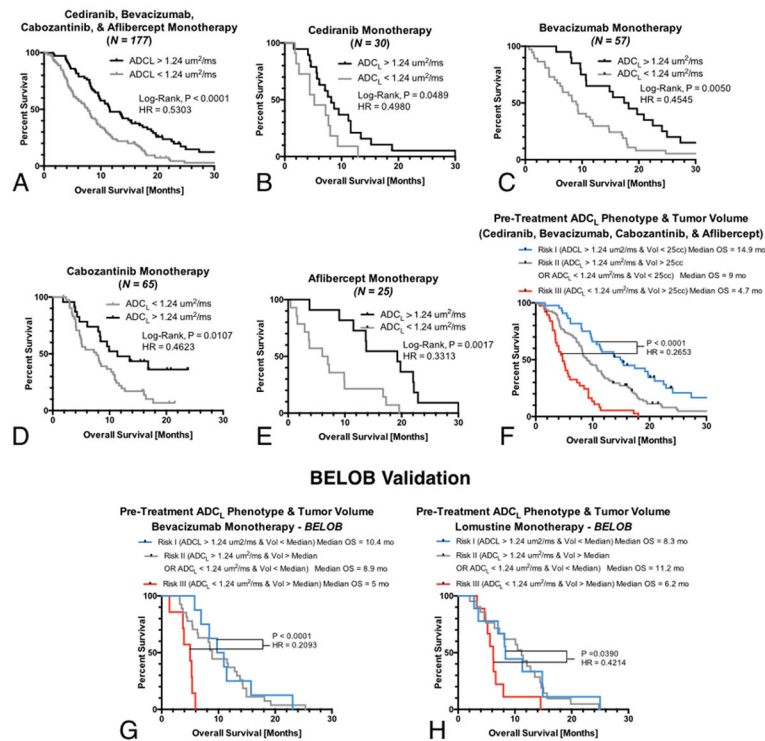 Cediranib, Bevacizumab,
Cabozantinib, & Aflibercept Monotherapy
(N = 177)
ADCL > 1.24 um²/ms
ADCL < 1.24 um²/ms
Log-Rank, P < 0.0001
HR = 0.5303
Percent Survival
100
50
0
0 10 20 30
Overall Survival [Months]
A
Cediranib Monotherapy
(N = 30)
ADCL > 1.24 um²/ms
ADCL < 1.24 um²/ms
Log-Rank, P = 0.0489
HR = 0.4980
Percent Survival
100
50
0
0 10 20 30
Overall Survival [Months]
B
Bevacizumab Monotherapy
(N = 57)
ADCL > 1.24 um²/ms
ADCL < 1.24 um²/ms
Log-Rank, P = 0.0050
HR = 0.4545
Percent Survival
100
50
0
0 10 20 30
Overall Survival [Months]
C
Cabozantinib Monotherapy
(N = 65)
ADCL < 1.24 um²/ms
ADCL > 1.24 um²/ms
Log-Rank, P = 0.0107
HR = 0.4623
Percent Survival
100
50
0
0 10 20 30
Overall Survival [Months]
D
Aflibercept Monotherapy
(N = 25)
ADCL > 1.24 um²/ms
ADCL < 1.24 um²/ms
Log-Rank, P = 0.0017
HR = 0.3313
Percent Survival
100
50
0
0 10 20 30
Overall Survival [Months]
E
Pre-Treatment ADCL Phenotype & Tumor Volume
(Cediranib, Bevacizumab, Cabozantinib, & Aflibercept)
Risk I (ADCL > 1.24 um2/ms & Vol < 25cc) Median OS = 14.9 mo
Risk II (ADCL > 1.24 um²/ms & Vol > 25cc
OR ADCL < 1.24 um²/ms & Vol < 25cc) Median OS = 9 mo
Risk III (ADCL < 1.24 um²/ms & Vol > 25cc) Median OS = 4.7 mo
P < 0.0001
HR = 0.2653
Percent Survival
100
50
0
0 10 20 30
Overall Survival [Months]
F
BELOB Validation
Pre-Treatment ADCL Phenotype & Tumor Volume
Bevacizumab Monotherapy - BELOB
Risk I (ADCL > 1.24 um2/ms & Vol < Median) Median OS = 10.4 mo
Risk II (ADCL > 1.24 um²/ms & Vol > Median
OR ADCL < 1.24 um²/ms & Vol < Median) Median OS = 8.9 mo
Risk III (ADCL < 1.24 um²/ms & Vol > Median) Median OS = 5 mo
P < 0.0001
HR = 0.2093
Percent Survival
100
50
0
0 10 20 30
Overall Survival [Months]
G
Pre-Treatment ADCL Phenotype & Tumor Volume
Lomustine Monotherapy - BELOB
Risk I (ADCL > 1.24 um2/ms & Vol < Median) Median OS = 8.3 mo
Risk II (ADCL > 1.24 um²/ms & Vol > Median
OR ADCL < 1.24 um²/ms & Vol < Median) Median OS = 11.2 mo
Risk III (ADCL < 1.24 um²/ms & Vol > Median) Median OS = 6.2 mo
P =0.0390
HR = 0.4214
Percent Survival
100
50
0
0 10 20 30
Overall Survival [Months]
H